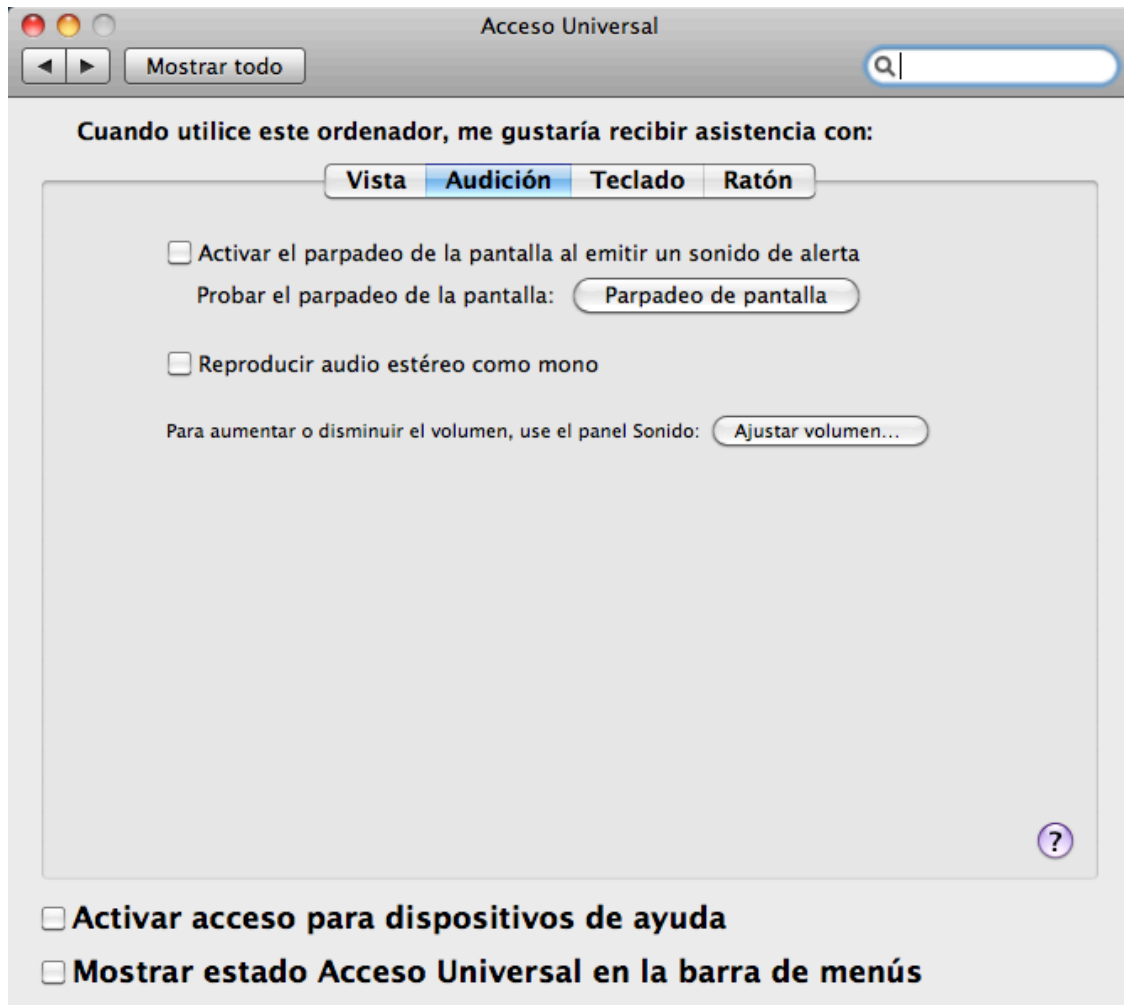 Acceso Universal
Mostrar todo
Cuando utilice este ordenador, me gustaría recibir asistencia con:
Vista Audición Teclado Ratón
Activar el parpadeo de la pantalla al emitir un sonido de alerta
Probar el parpadeo de la pantalla: Parpadeo de pantalla
Reproducir audio estéreo como mono
Para aumentar o disminuir el volumen, use el panel Sonido: Ajustar volumen...
?
Activar acceso para dispositivos de ayuda
Mostrar estado Acceso Universal en la barra de menús